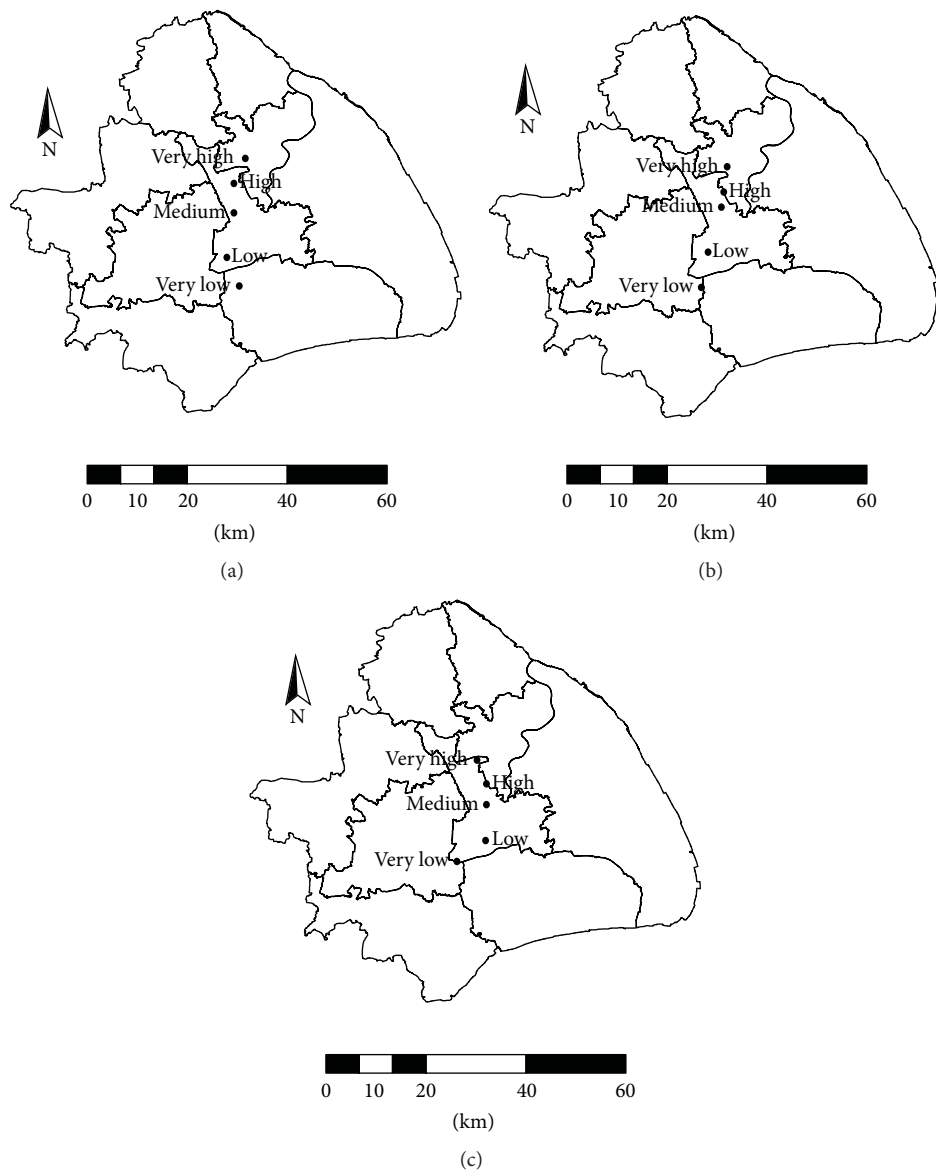 N
Very high
High
Medium
Low
Very low
0 10 20 40 60
(km)
(a)
N
Very high
High
Medium
Low
Very low
0 10 20 40 60
(km)
(b)
N
Very high
High
Medium
Low
Very low
0 10 20 40 60
(km)
(c)